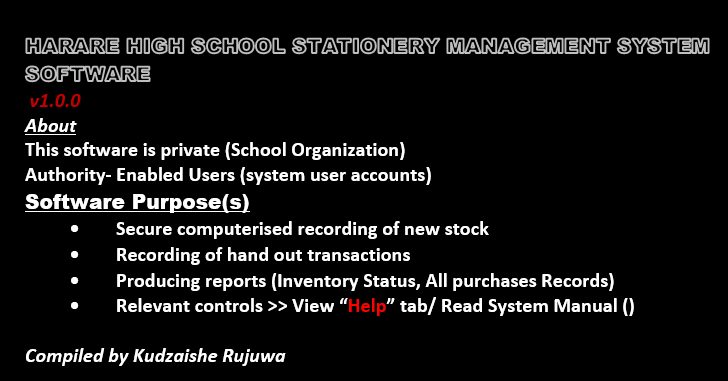 HARARE HIGH SCHOOL STATIONERY MANAGEMENT SYSTEM
SOFTWARE
v1.0.0
About
This software is private (School Organization)
Authority- Enabled Users (system user accounts)
Software Purpose(s)
• Secure computerised recording of new stock
• Recording of hand out transactions
• Producing reports (Inventory Status, All purchases Records)
• Relevant controls >> View “Help” tab/ Read System Manual ()
Compiled by Kudzaishe Rujuwa